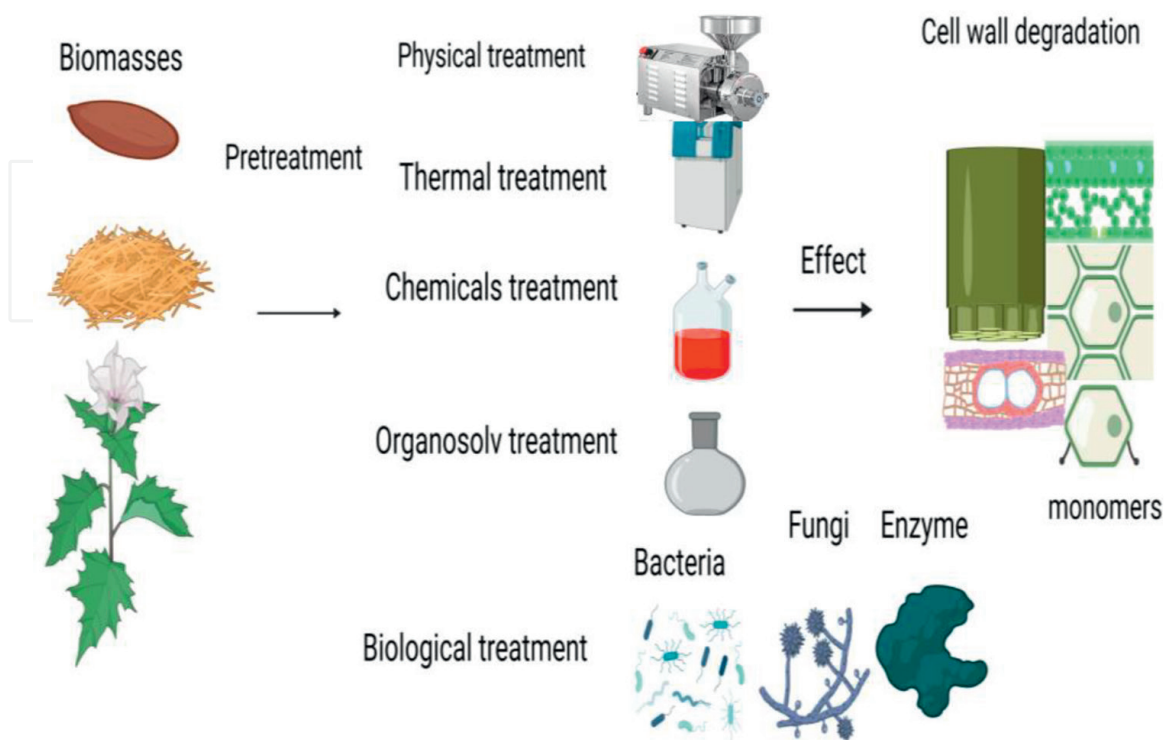 Biomasses
Pretreatment
Physical treatment
Thermal treatment
Chemicals treatment
Organosolv treatment
Biological treatment
Bacteria
Fungi
Enzyme
Effect
Cell wall degradation
monomers